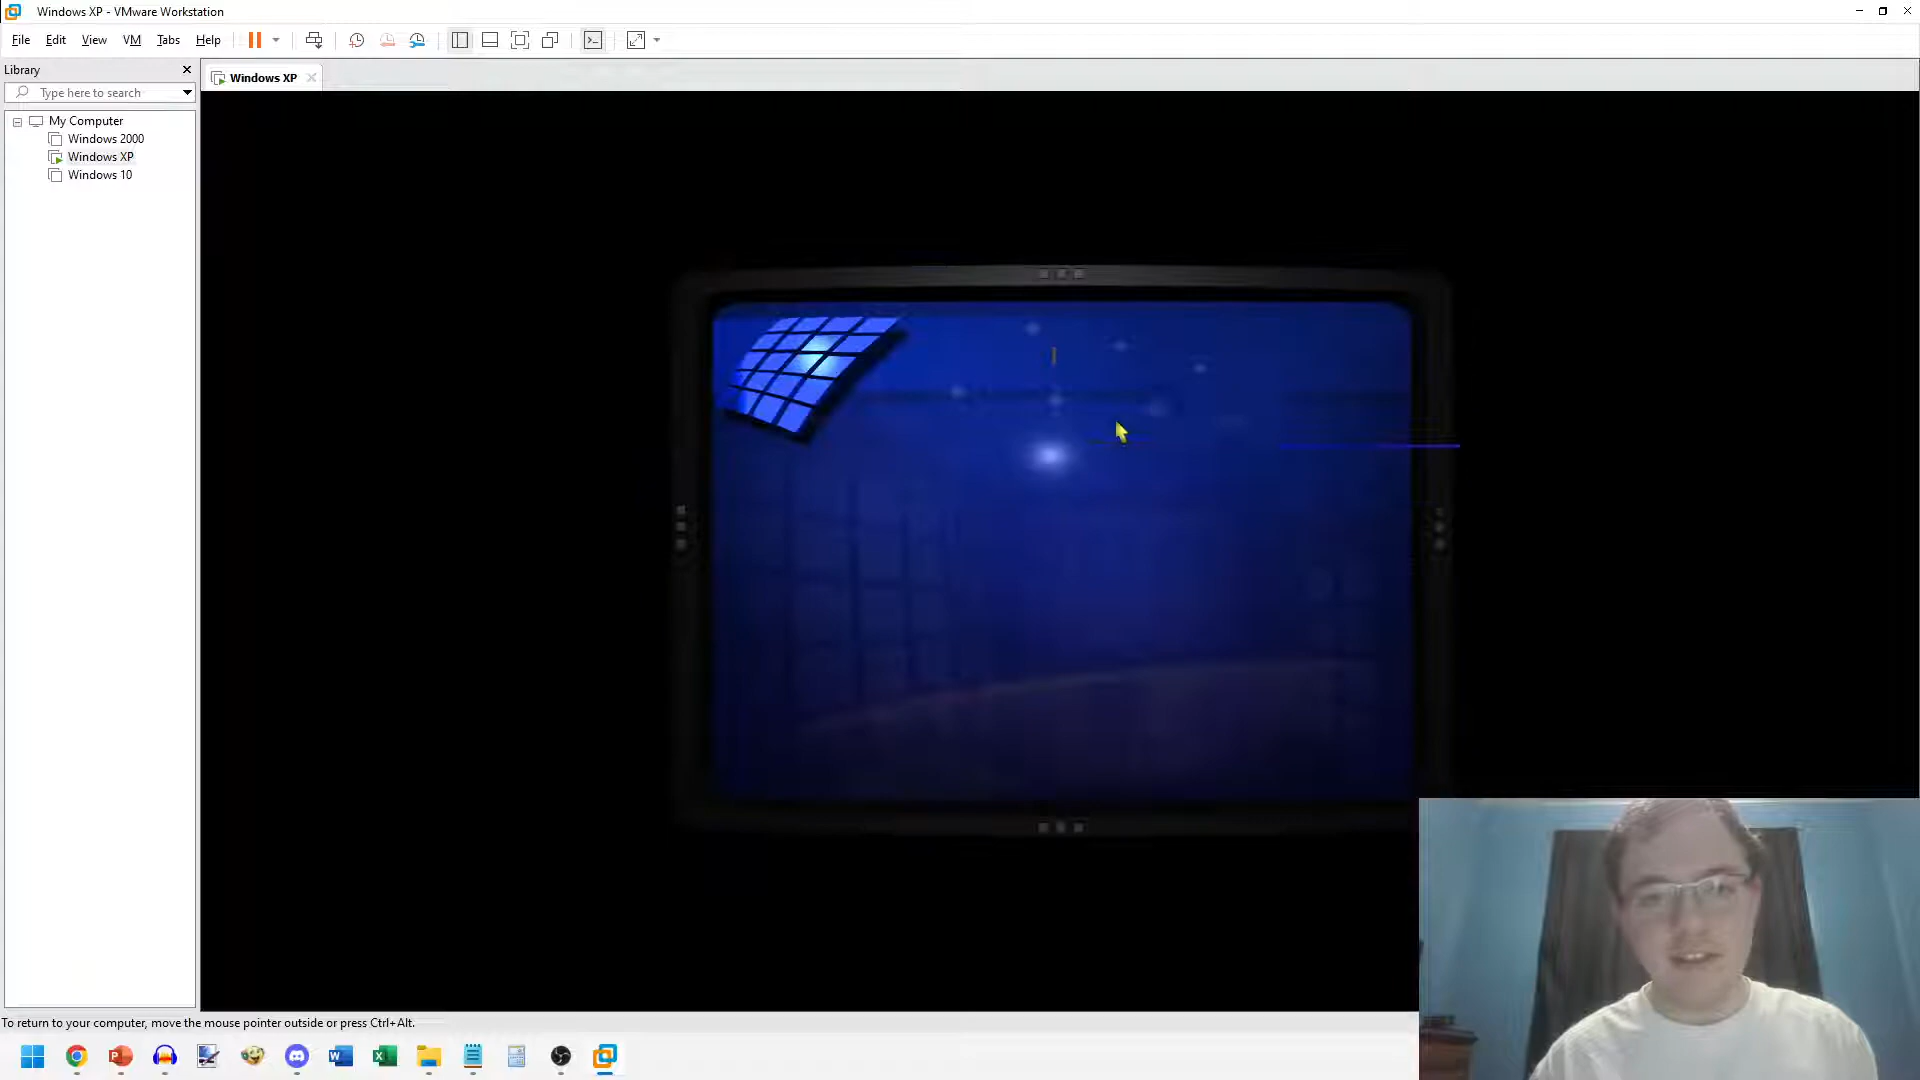 Windows XP - VMware Workstation
File Edit View VM Tabs Help
Library
Windows XP
Type here to search
My Computer
Windows 2000
Windows XP
Windows 10
To return to your computer, move the mouse pointer outside or press Ctrl+Alt.